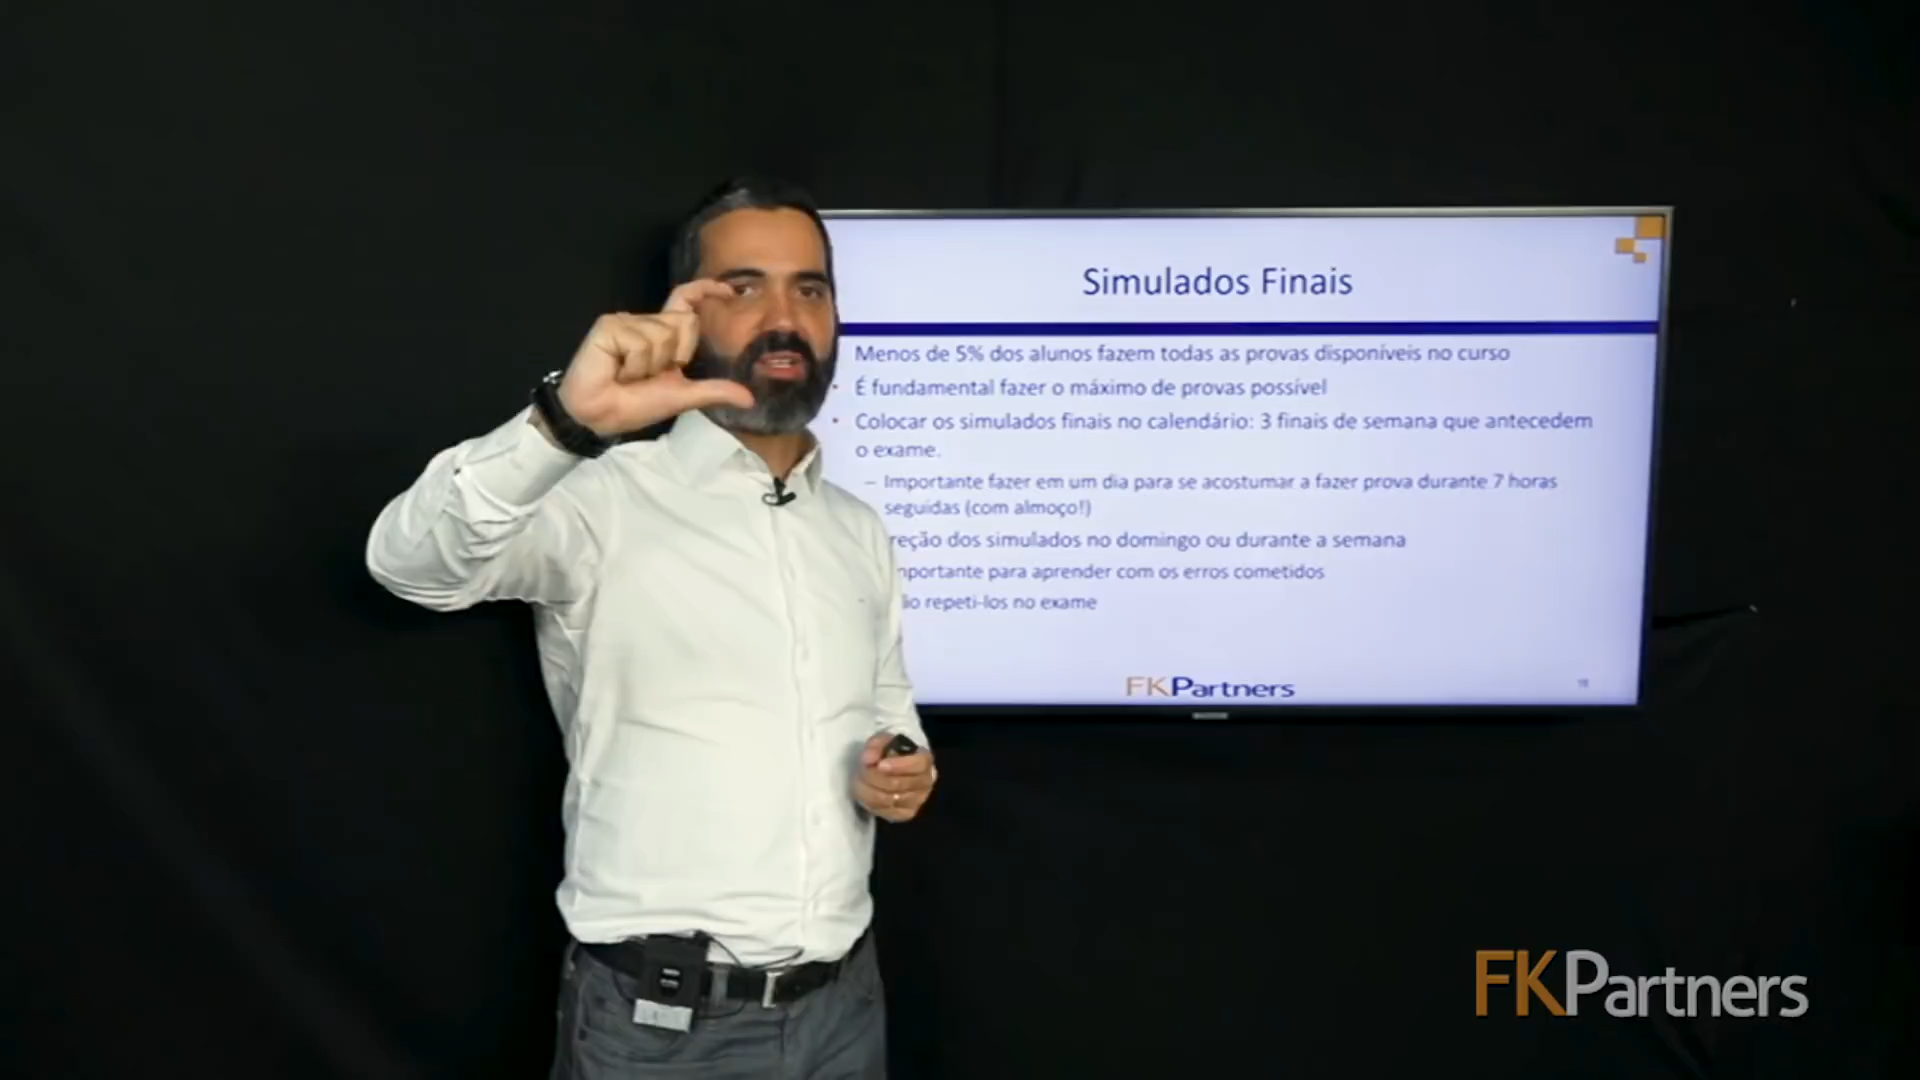 Simulados Finais
Menos de 5% dos alunos fazem todas as provas disponíveis no curso
• É fundamental fazer o máximo de provas possível
• Colocar os simulados finais no calendário: 3 finais de semana que antecedem
o exame.
– Importante fazer em um dia para se acostumar a fazer prova durante 7 horas
seguidas (com almoço!)
reção dos simulados no domingo ou durante a semana
mportante para aprender com os erros cometidos
repeti-los no exame
FKPartners
FKPartners